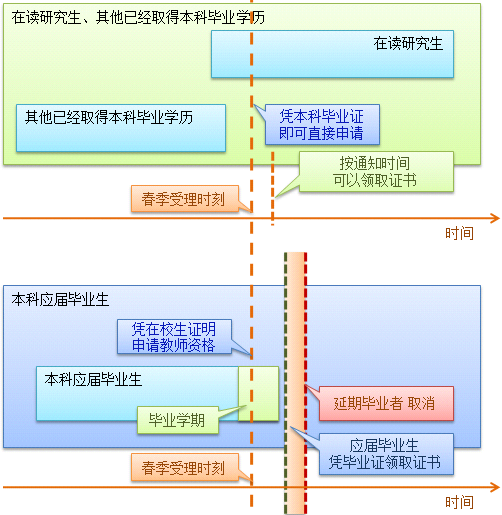 在读研究生、其他已经取得本科毕业学历
在读研究生
其他已经取得本科毕业学历
凭本科毕业证
即可直接申请
按通知时间
可以领取证书
春季受理时刻
时间
本科应届毕业生
凭在校生证明
申请教师资格
本科应届毕业生
毕业学期
延期毕业者 取消
应届毕业生
凭毕业证领取证书
春季受理时刻
时间